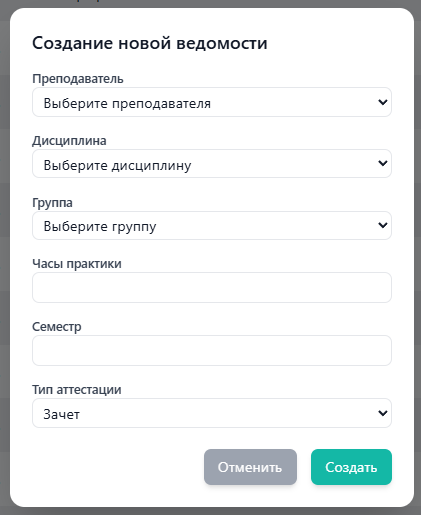 Создание новой ведомости
Преподаватель
Выберите преподавателя
Дисциплина
Выберите дисциплину
Группа
Выберите группу
Часы практики
Семестр
Тип аттестации
Зачет
Отменить Создать